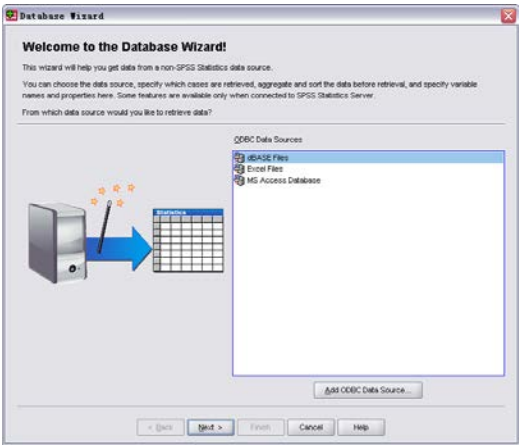 Database Wizard
Welcome to the Database Wizard!
This wizard will help you get data from a non-SPSS Statistics data source.
You can choose the data source, specify which cases are retrieved, aggregate and sort the data before retrieval, and specify variable
names and properties here. Some features are available only when connected to SPSS Statistics Server.
From which data source would you like to retrieve data?
ODBC Data Sources
dBASE Files
Excel Files
MS Access Database
Statistics
Add ODBC Data Source...
< Back
Next >
Finish
Cancel
Help